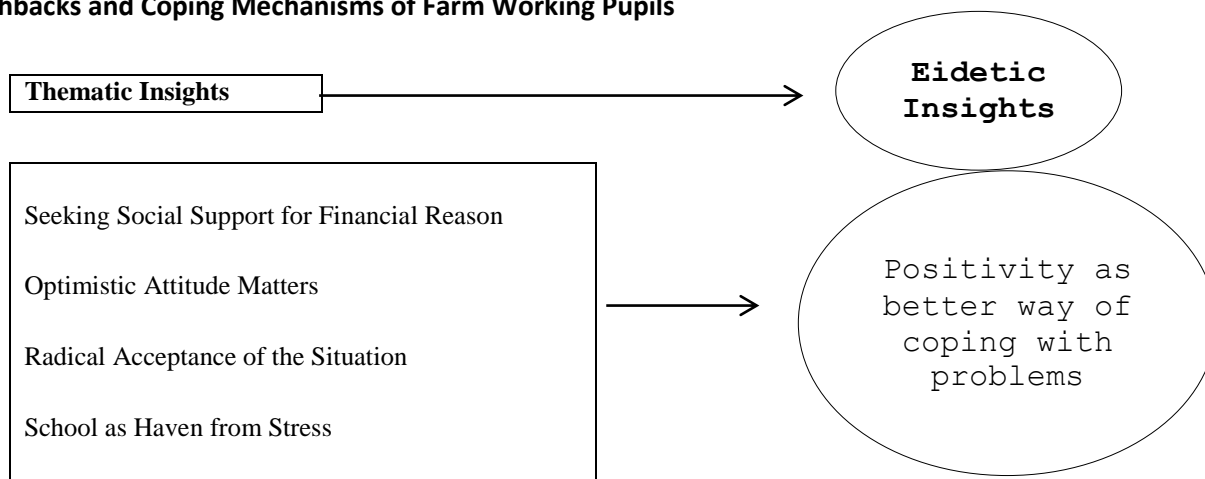 hbacks and Coping Mechanisms of Farm Working Pupils
Thematic Insights
Eidetic
Insights
Seeking Social Support for Financial Reason
Optimistic Attitude Matters
Radical Acceptance of the Situation
School as Haven from Stress
Positivity as
better way of
coping with
problems